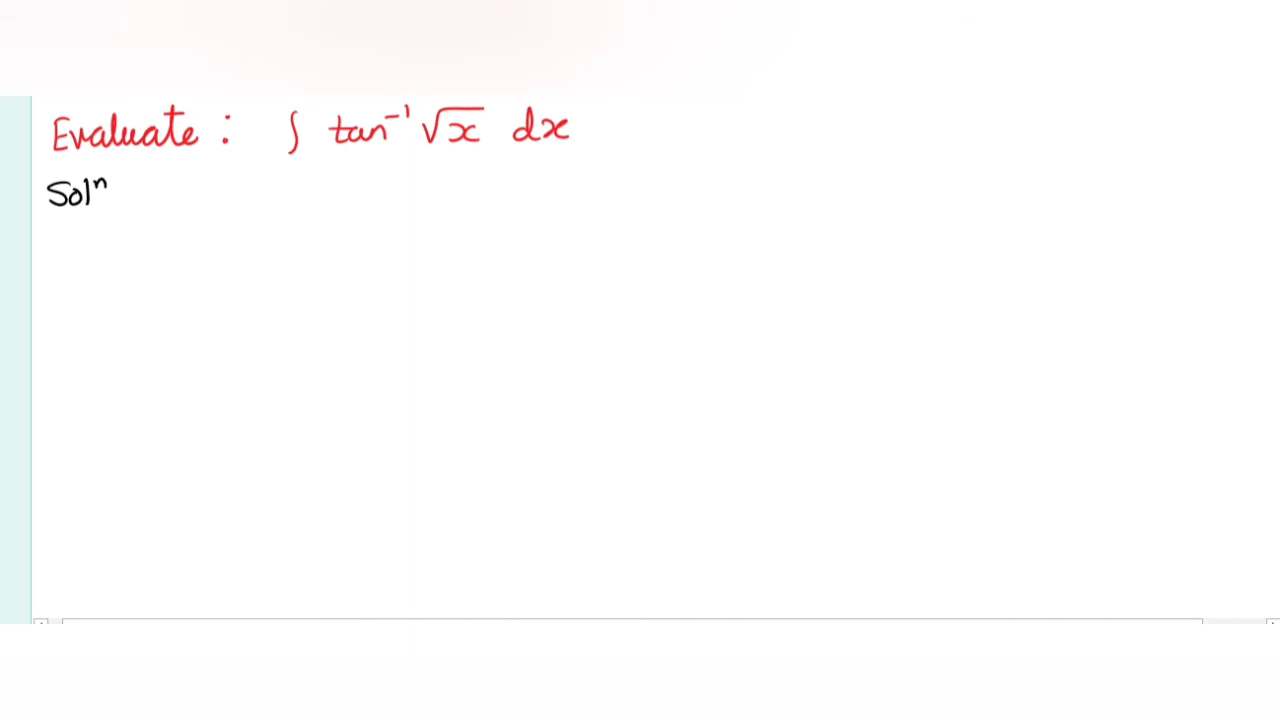 Evaluate : ∫ tan⁻¹ √x dx
Solⁿ